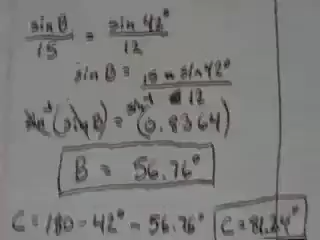 sin B / 15 = sin 42° / 12
sin B = 15 × sin 42° / 12
sin⁻¹(sin B) = sin⁻¹(0.8364)
B = 56.76°
C = 180 - 42° - 56.76° C = 81.24°